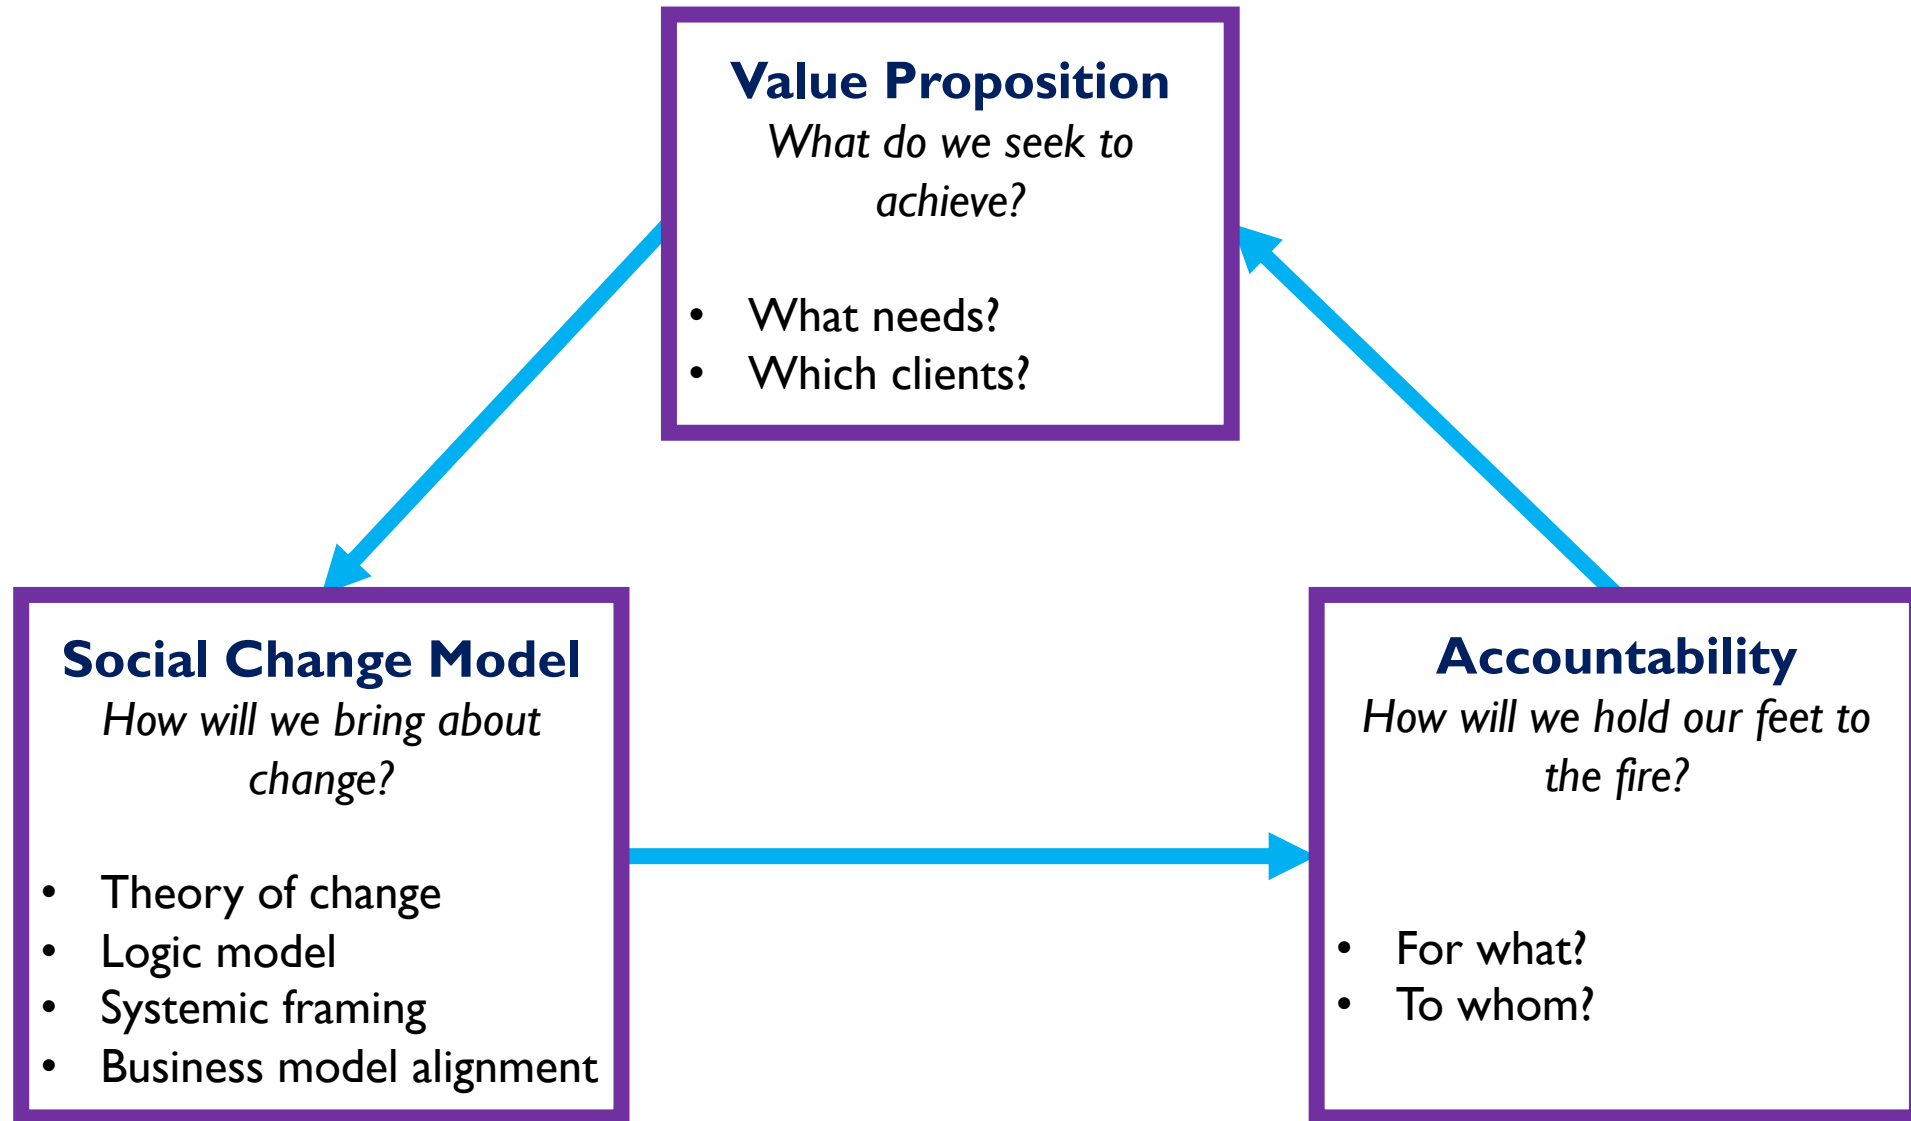 Value Proposition
What do we seek to
achieve?
• What needs?
• Which clients?
Social Change Model
How will we bring about
change?
• Theory of change
• Logic model
• Systemic framing
• Business model alignment
Accountability
How will we hold our feet to
the fire?
• For what?
• To whom?